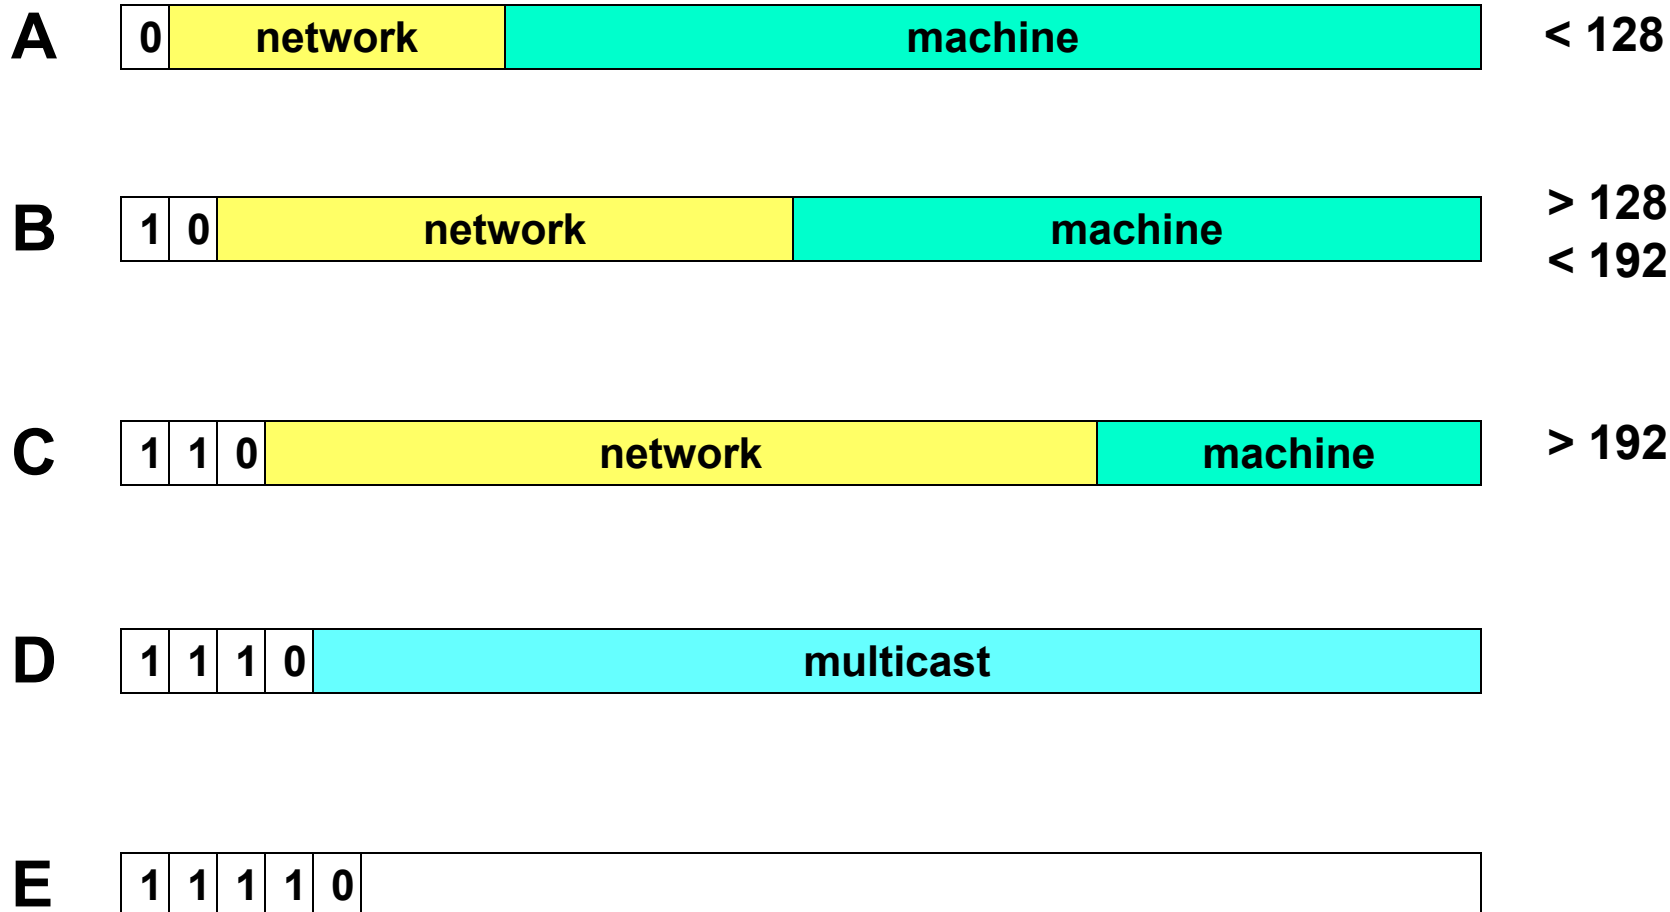 A 0 network machine < 128
B 1 0 network machine > 128
< 192
C 1 1 0 network machine > 192
D 1 1 1 0 multicast
E 1 1 1 1 0